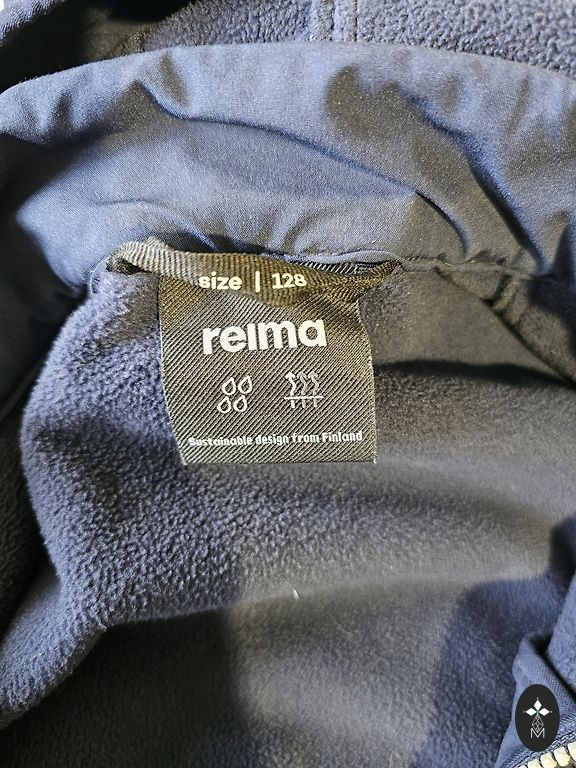 size | 128
reima
Sustainable design from Finland
M